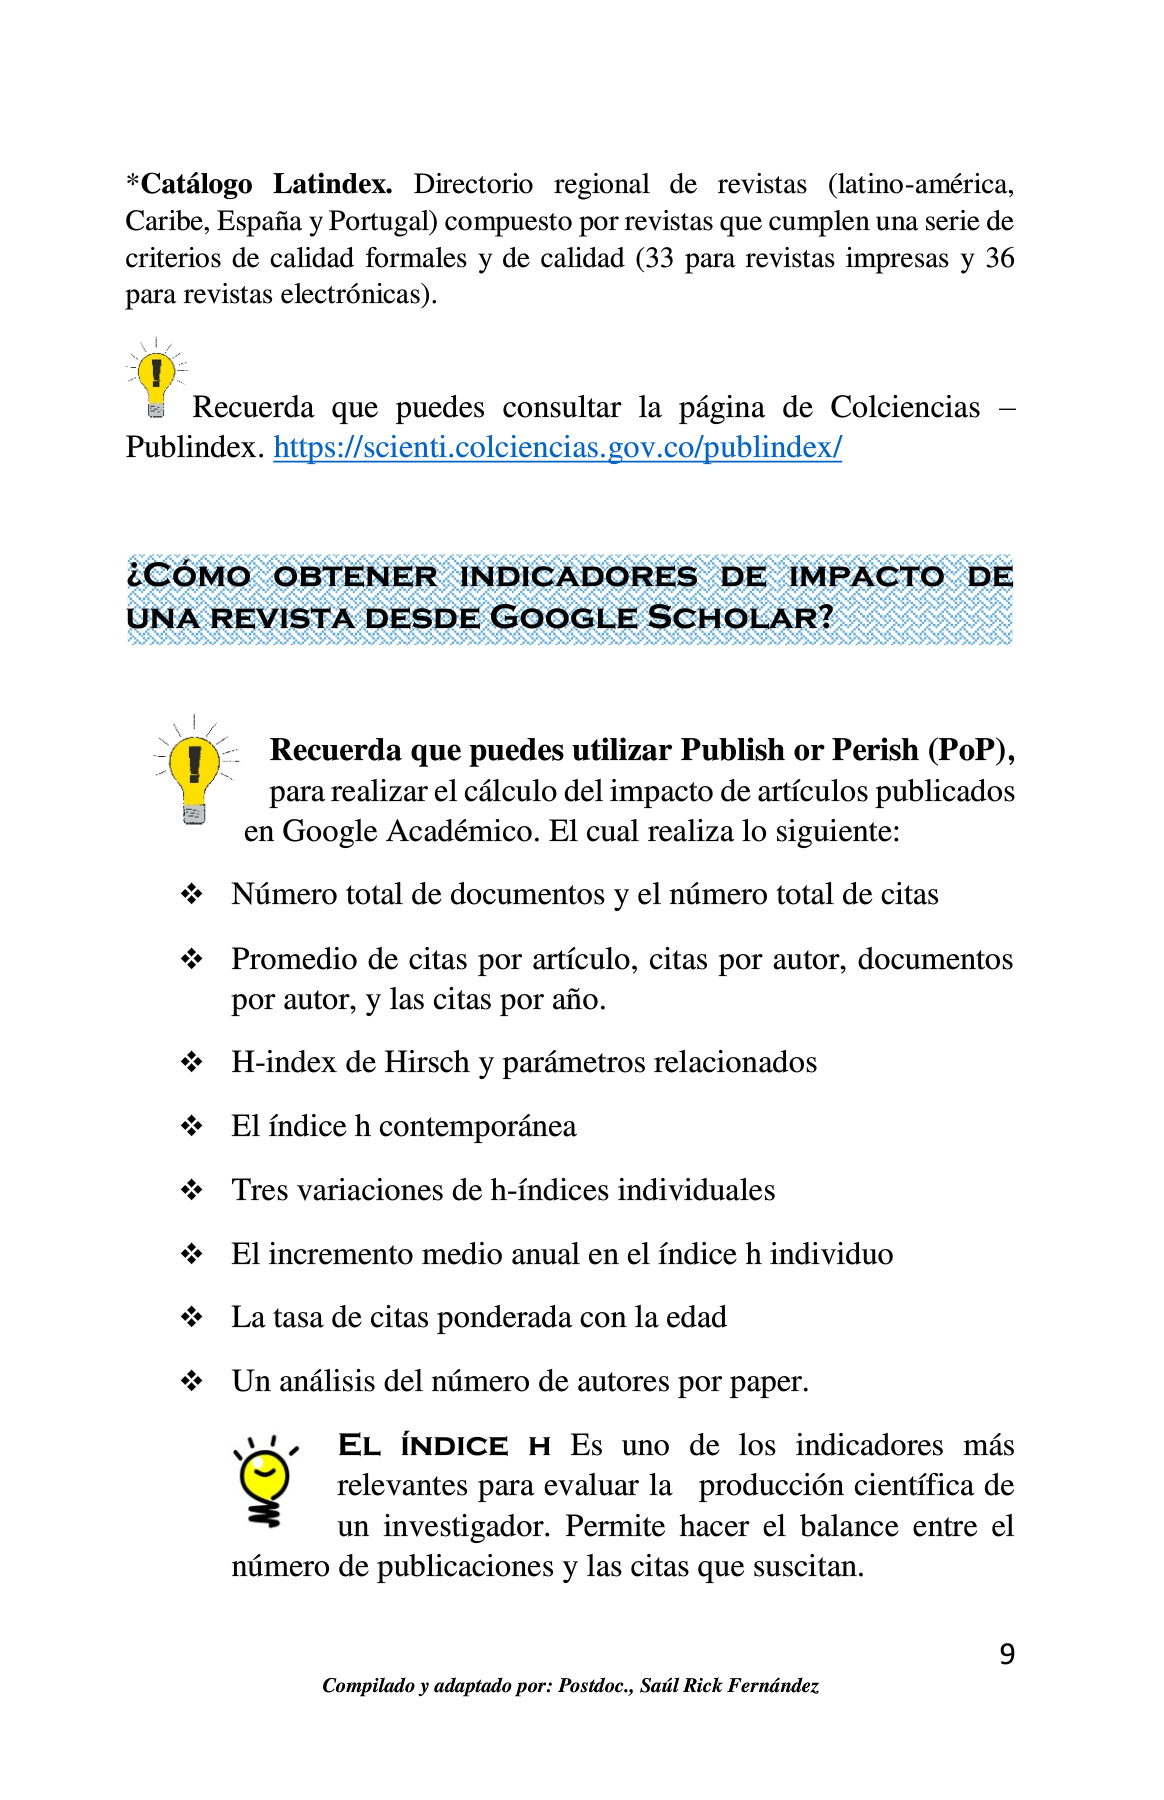 *Catálogo Latindex. Directorio regional de revistas (latino-américa,
Caribe, España y Portugal) compuesto por revistas que cumplen una serie de
criterios de calidad formales y de calidad (33 para revistas impresas y 36
para revistas electrónicas).
Recuerda que puedes consultar la página de Colciencias –
Publindex. https://scienti.colciencias.gov.co/publindex/
¿Cómo obtener indicadores de impacto de
una revista desde Google Scholar?
Recuerda que puedes utilizar Publish or Perish (PoP),
para realizar el cálculo del impacto de artículos publicados
en Google Académico. El cual realiza lo siguiente:
❖ Número total de documentos y el número total de citas
❖ Promedio de citas por artículo, citas por autor, documentos
por autor, y las citas por año.
❖ H-index de Hirsch y parámetros relacionados
❖ El índice h contemporánea
❖ Tres variaciones de h-índices individuales
❖ El incremento medio anual en el índice h individuo
❖ La tasa de citas ponderada con la edad
❖ Un análisis del número de autores por paper.
El índice h Es uno de los indicadores más
relevantes para evaluar la producción científica de
un investigador. Permite hacer el balance entre el
número de publicaciones y las citas que suscitan.
9
Compilado y adaptado por: Postdoc., Saúl Rick Fernández